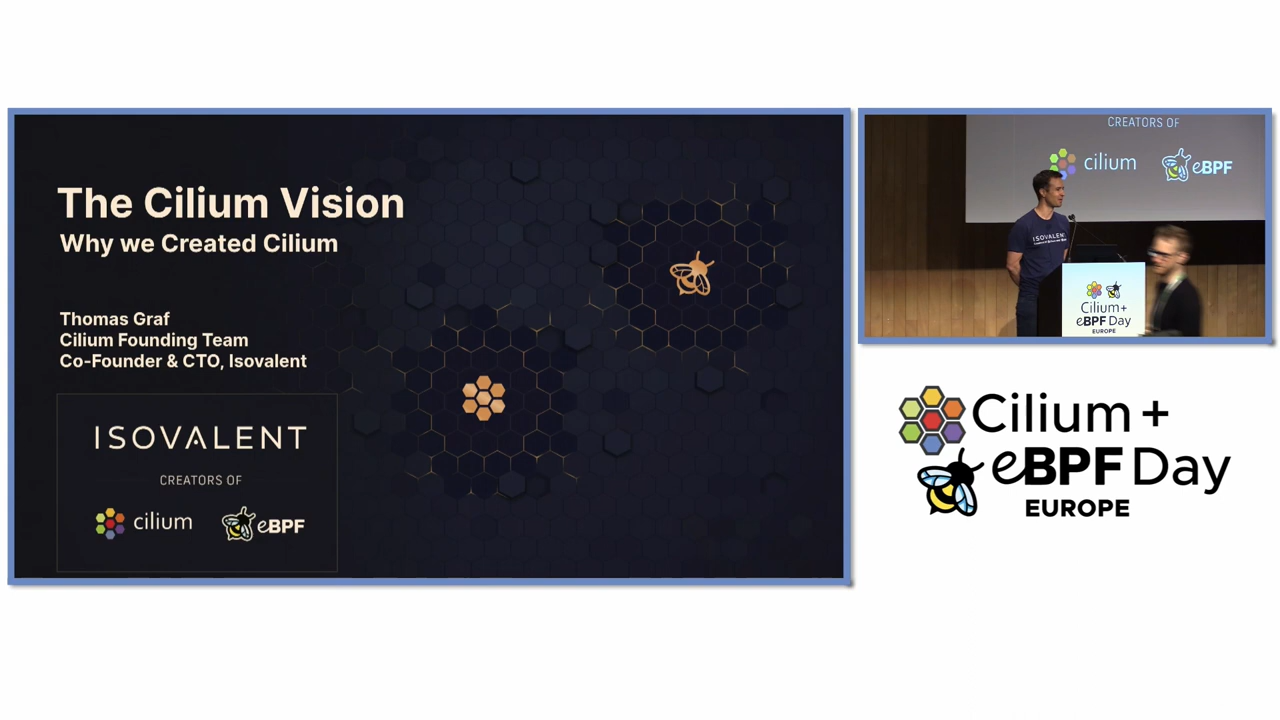 The Cilium Vision
Why we Created Cilium
Thomas Graf
Cilium Founding Team
Co-Founder & CTO, Isovalent
ISOVALENT
CREATORS OF
cilium
eBPF
CREATORS OF
cilium
eBPF
ISOVALENT
Cilium+
eBPF Day
EUROPE
Cilium +
eBPF Day
EUROPE